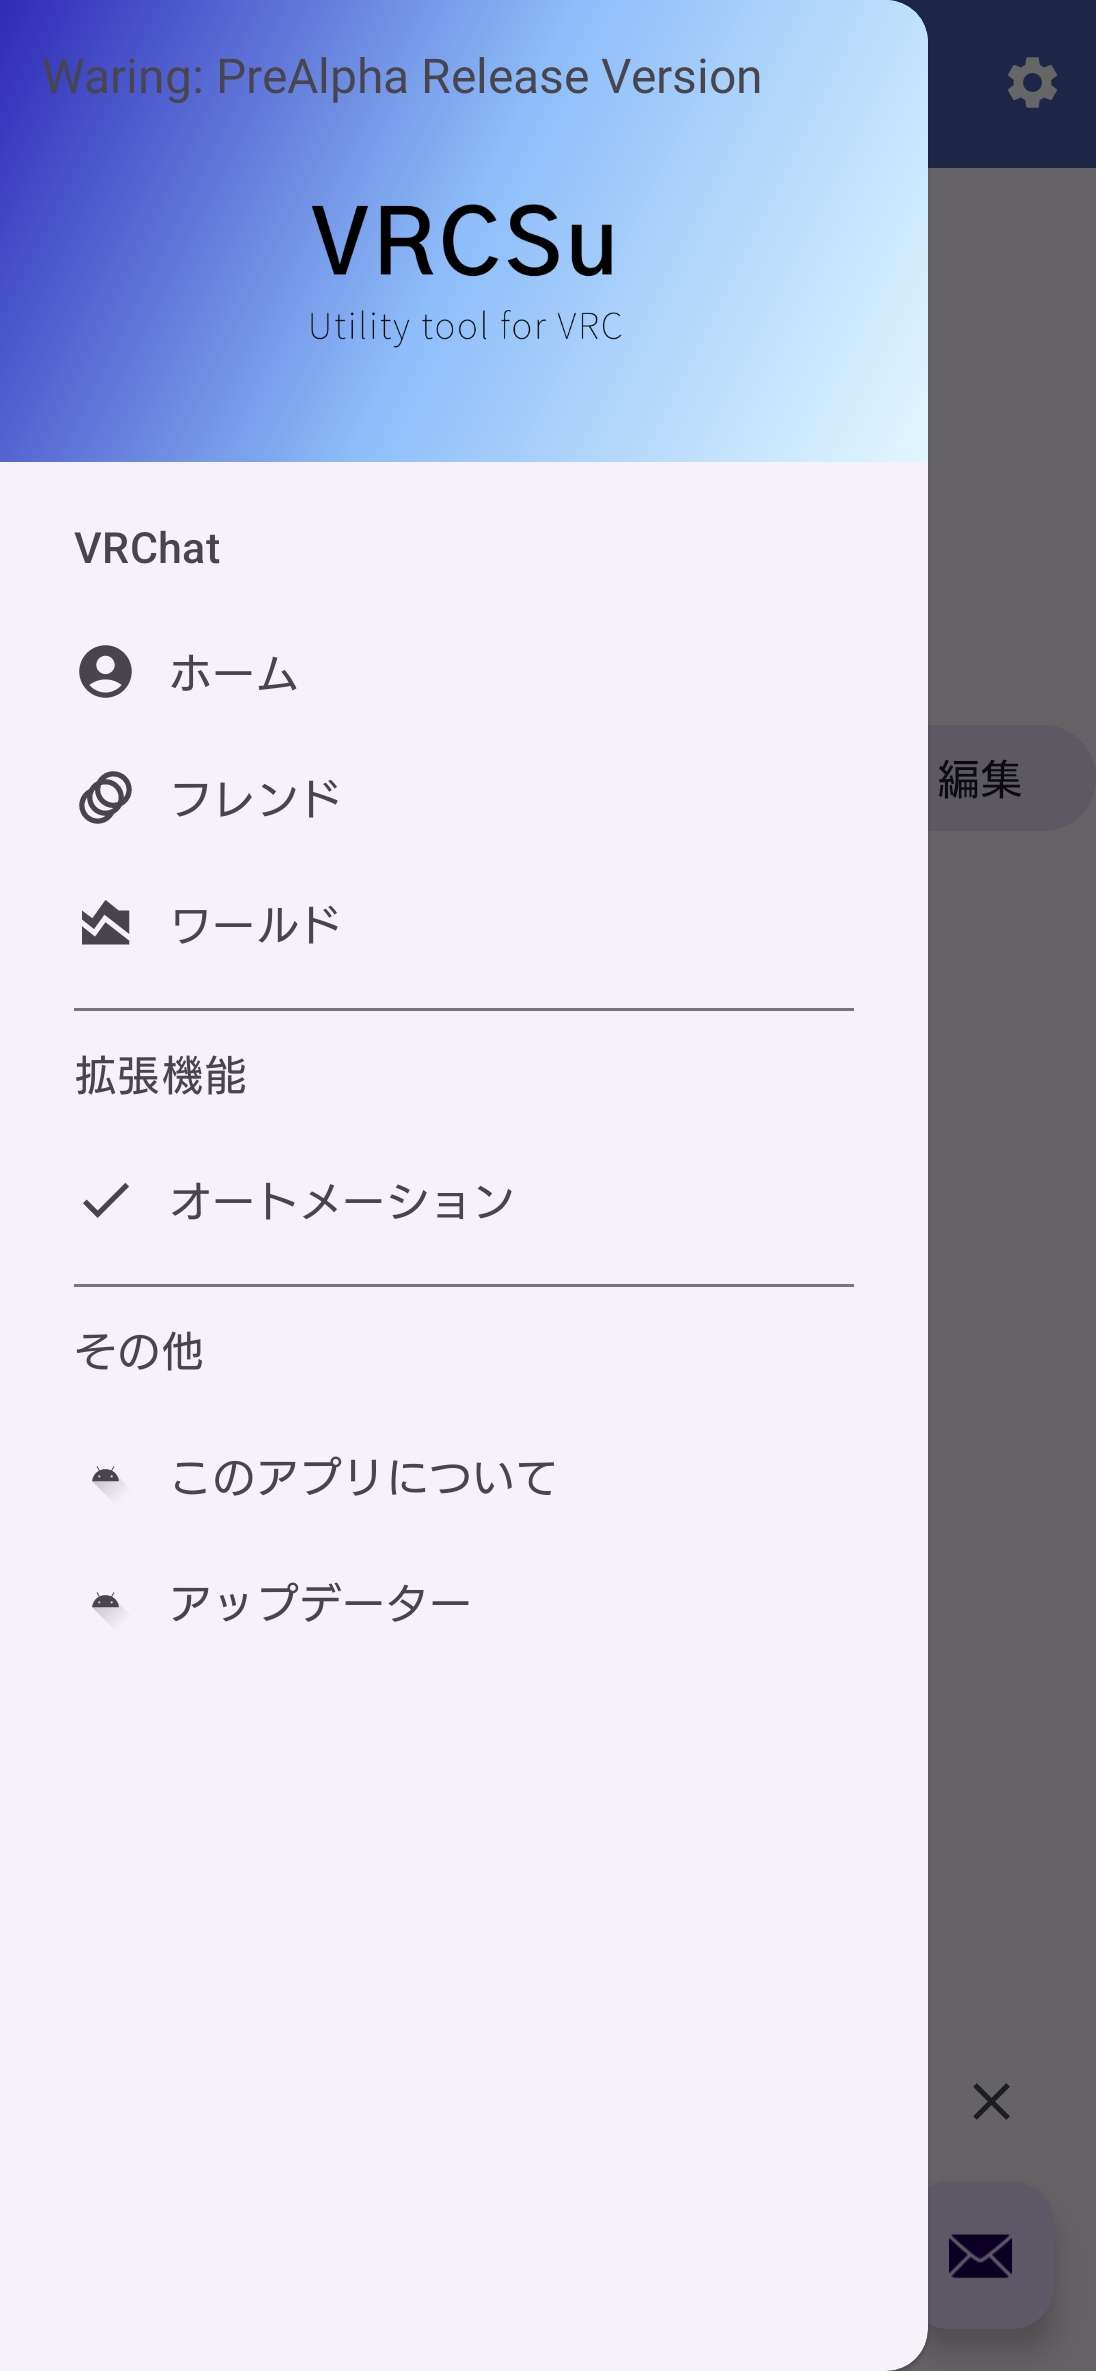 Waring: PreAlpha Release Version
VRCSu
Utility tool for VRC
VRChat
ホーム
フレンド
ワールド
拡張機能
オートメーション
その他
このアプリについて
アップデーター
編集